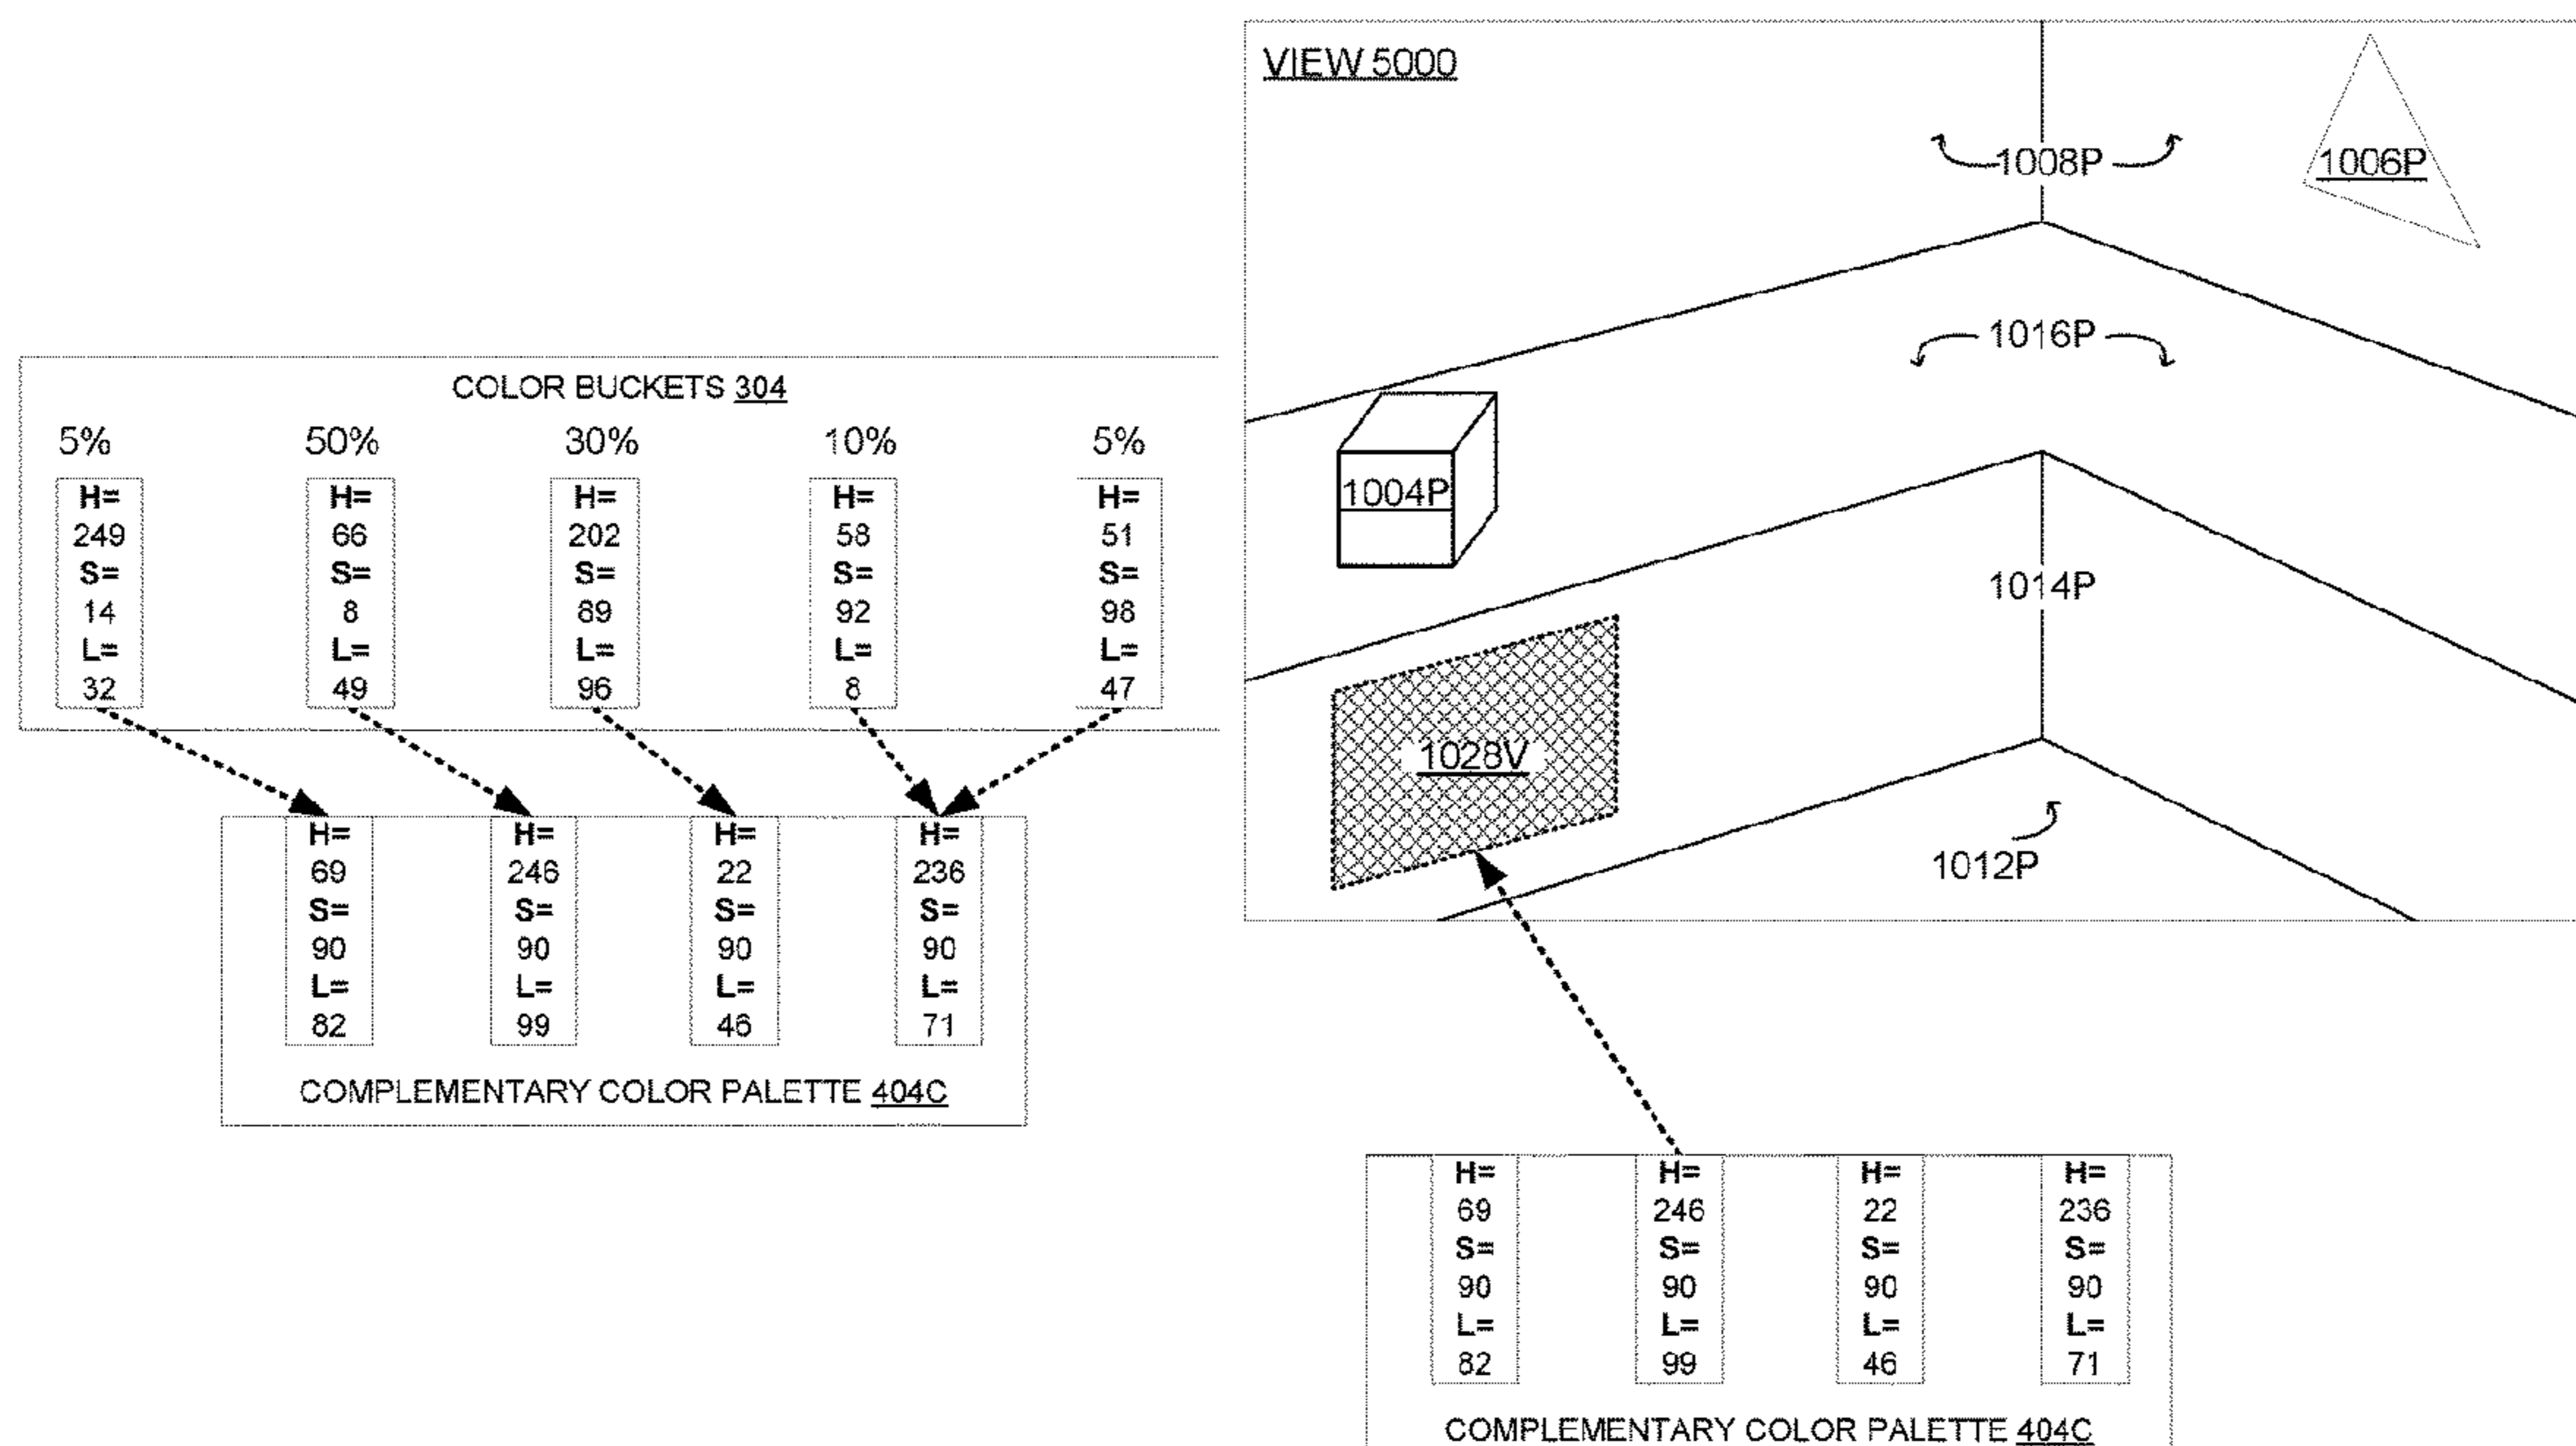 COLOR BUCKETS 304
5% 50% 30% 10% 5%
H= H= H= H= H=
249 66 202 58 51
S= S= S= S= S=
14 8 89 92 98
L= L= L= L= L=
32 49 96 8 47
H= H= H= H=
69 246 22 236
S= S= S= S=
90 90 90 90
L= L= L= L=
82 99 46 71
COMPLEMENTARY COLOR PALETTE 404C
VIEW 5000
1008P
1006P
1016P
1004P
1014P
1028V
1012P
H= H= H= H=
69 246 22 236
S= S= S= S=
90 90 90 90
L= L= L= L=
82 99 46 71
COMPLEMENTARY COLOR PALETTE 404C